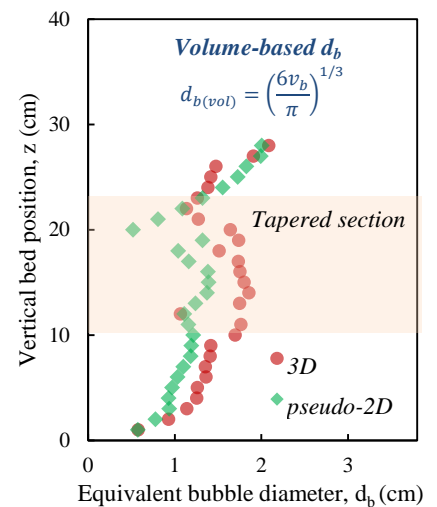 Volume-based d_b
d_{b(vol)} = (6v_b / π)^{1/3}
40
30
20
10
0
Vertical bed position, z (cm)
Tapered section
3D
pseudo-2D
0 1 2 3
Equivalent bubble diameter, d_b (cm)